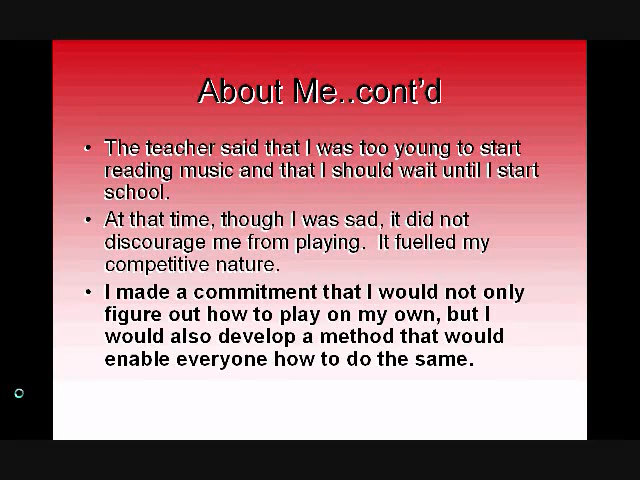 About Me..cont'd
• The teacher said that I was too young to start
reading music and that I should wait until I start
school.
• At that time, though I was sad, it did not
discourage me from playing.  It fuelled my
competitive nature.
• I made a commitment that I would not only
figure out how to play on my own, but I
would also develop a method that would
enable everyone how to do the same.